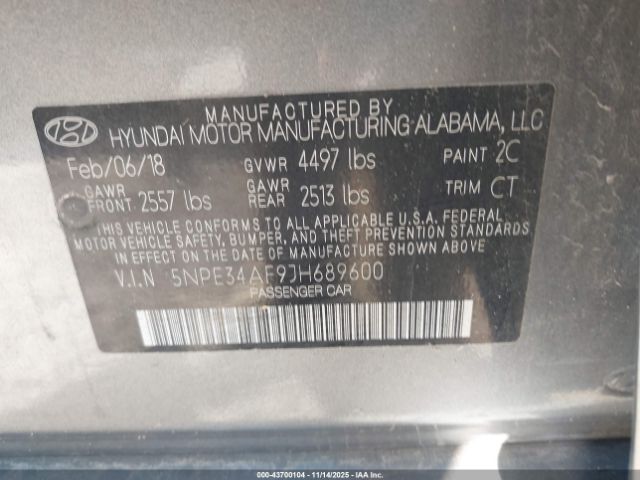 MANUFACTURED BY
HYUNDAI MOTOR MANUFACTURING ALABAMA, LLC
Feb/06/18 GVWR 4497 lbs PAINT 2C
GAWR FRONT 2557 lbs GAWR REAR 2513 lbs TRIM CT
THIS VEHICLE CONFORMS TO ALL APPLICABLE U.S.A. FEDERAL
MOTOR VEHICLE SAFETY, BUMPER, AND THEFT PREVENTION STANDARDS
IN EFFECT ON THE DATE OF MANUFACTURE SHOWN ABOVE.
V.I.N 5NPE34AF9JH689600
PASSENGER CAR
000-43700104 - 11/14/2025 - IAAI.COM